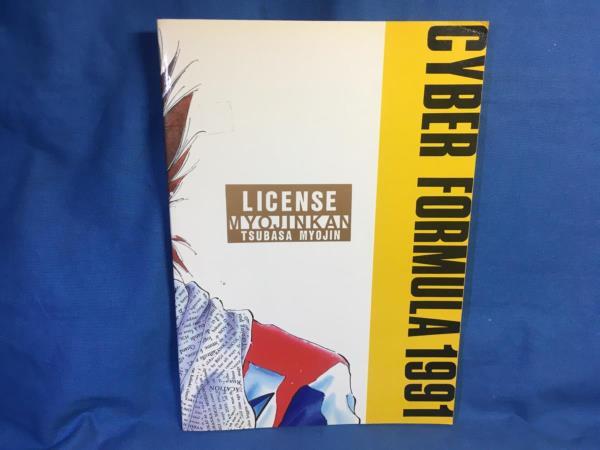 LICENSE
MYOJINKAN
TSUBASA MYOJIN
CYBER FORMULA 1991